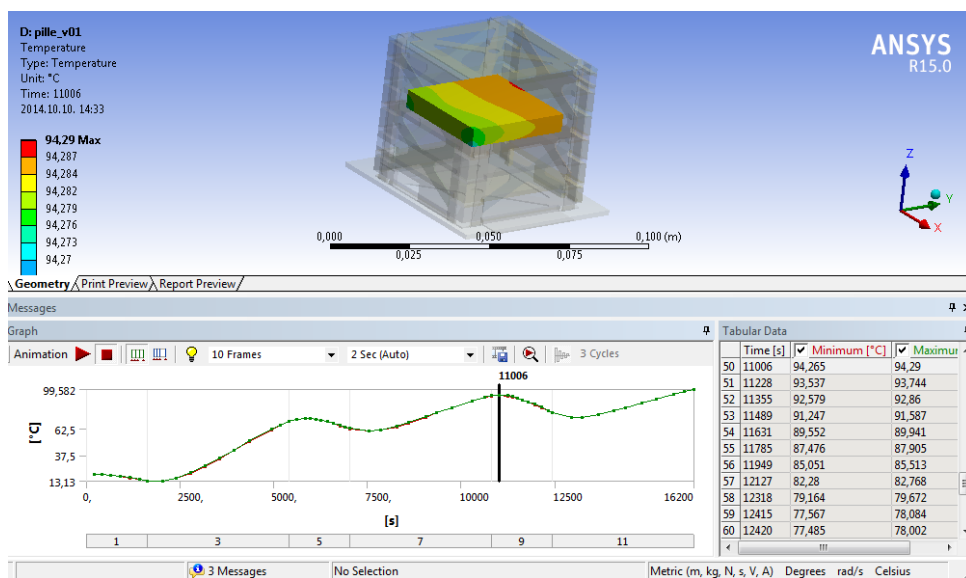 D: pille_v01
Temperature
Type: Temperature
Unit: °C
Time: 11006
2014.10.10. 14:33
94,29 Max
94,287
94,284
94,282
94,279
94,276
94,273
94,27
ANSYS
R15.0
Z
Y
X
0,000 0,050 0,100 (m)
0,025 0,075
Geometry Print Preview Report Preview
Messages
Graph
Animation 10 Frames 2 Sec (Auto) 3 Cycles
11006
99,582
62,5
37,5
13,13
[°C]
0, 2500, 5000, 7500, 10000 12500 16200
[s]
1 3 5 7 9 11
Tabular Data
Time [s] Minimum [°C] Maximur
50 11006 94,265 94,29
51 11228 93,537 93,744
52 11355 92,579 92,86
53 11489 91,247 91,587
54 11631 89,552 89,941
55 11785 87,476 87,905
56 11949 85,051 85,513
57 12127 82,28 82,768
58 12318 79,164 79,672
59 12415 77,567 78,084
60 12420 77,485 78,002
3 Messages No Selection Metric (m, kg, N, s, V, A) Degrees rad/s Celsius